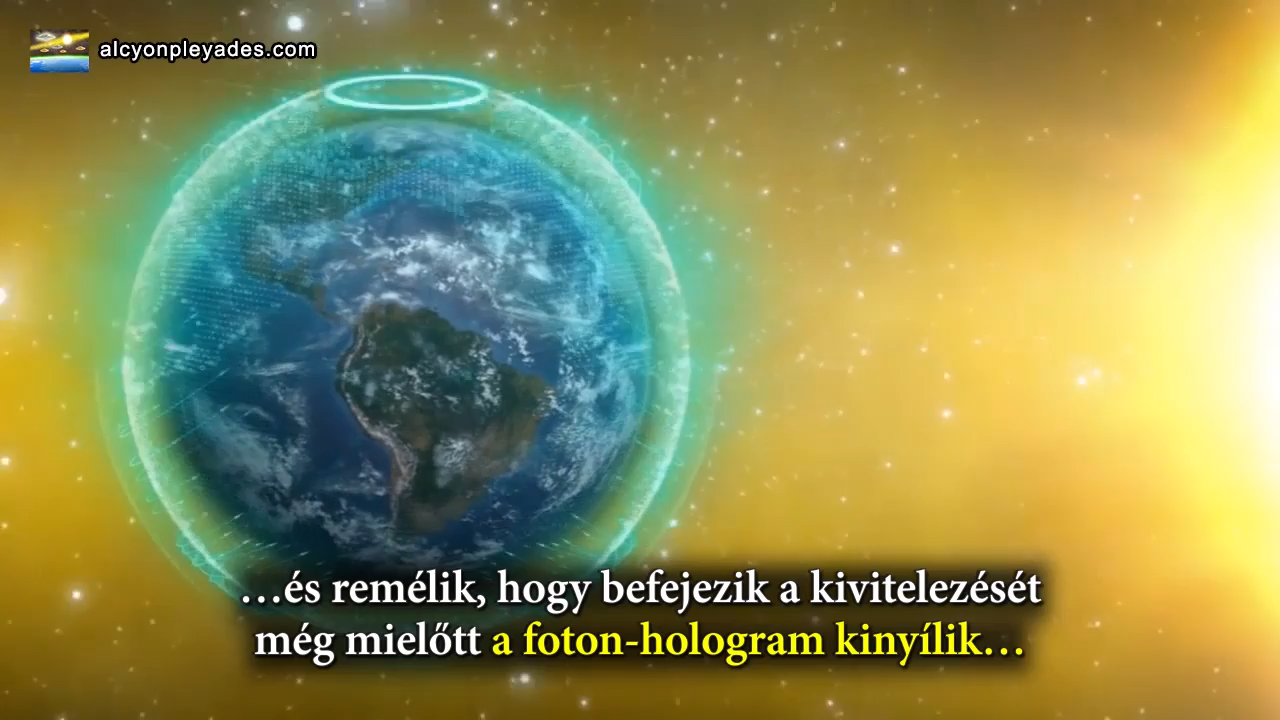 alcyonpleyades.com
…és remélik, hogy befejezik a kivitelezését
még mielőtt a foton-hologram kinyílik…